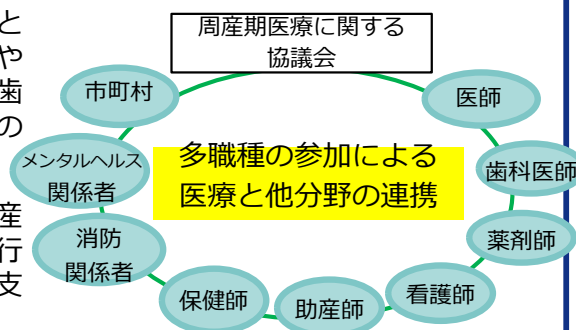 と
や
歯
の
産
行
支
周産期医療に関する
協議会
市町村
医師
メンタルヘルス
関係者
多職種の参加による
医療と他分野の連携
歯科医師
消防
関係者
薬剤師
保健師
助産師
看護師